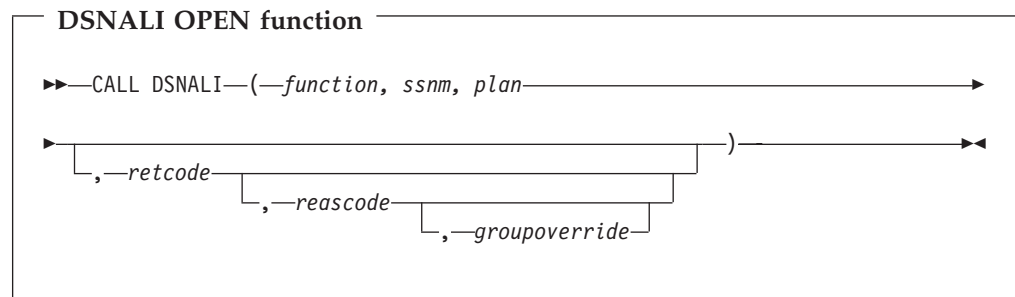 DSNALI OPEN function
CALL DSNALI ( function, ssnm, plan
)
, retcode
, reascode
, groupoverride